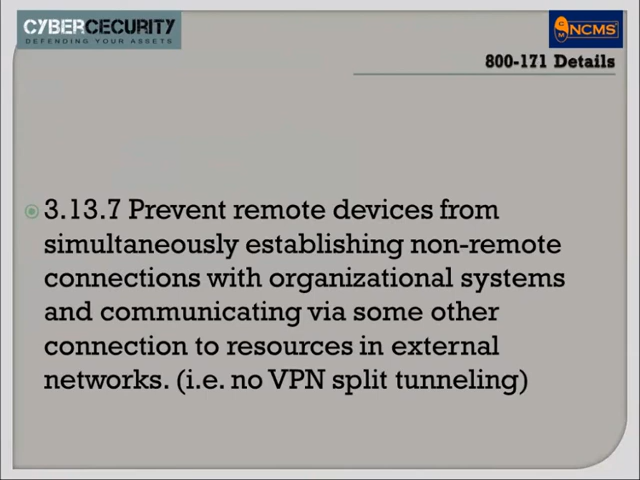 CYBERCECURITY
DEFENDING YOUR ASSETS
NCMS
800-171 Details
3.13.7 Prevent remote devices from
simultaneously establishing non-remote
connections with organizational systems
and communicating via some other
connection to resources in external
networks. (i.e. no VPN split tunneling)